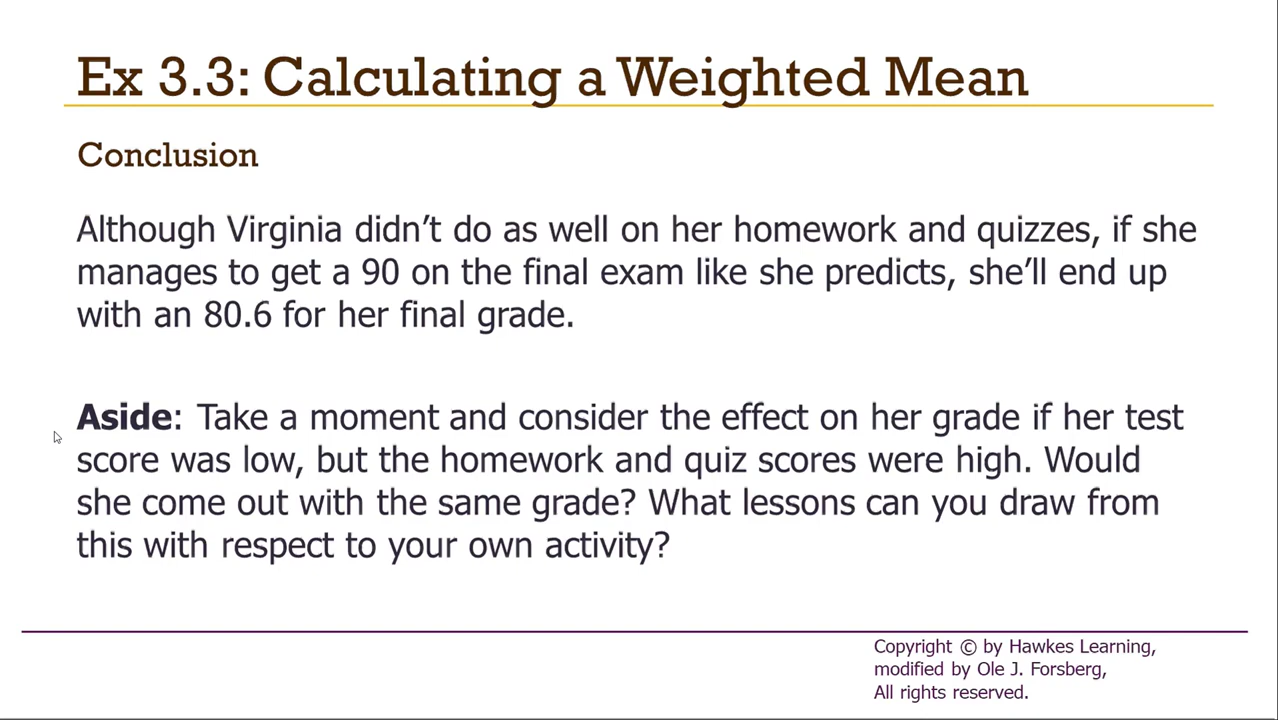 Ex 3.3: Calculating a Weighted Mean
Conclusion
Although Virginia didn’t do as well on her homework and quizzes, if she
manages to get a 90 on the final exam like she predicts, she’ll end up
with an 80.6 for her final grade.
Aside: Take a moment and consider the effect on her grade if her test
score was low, but the homework and quiz scores were high. Would
she come out with the same grade? What lessons can you draw from
this with respect to your own activity?
Copyright © by Hawkes Learning,
modified by Ole J. Forsberg,
All rights reserved.